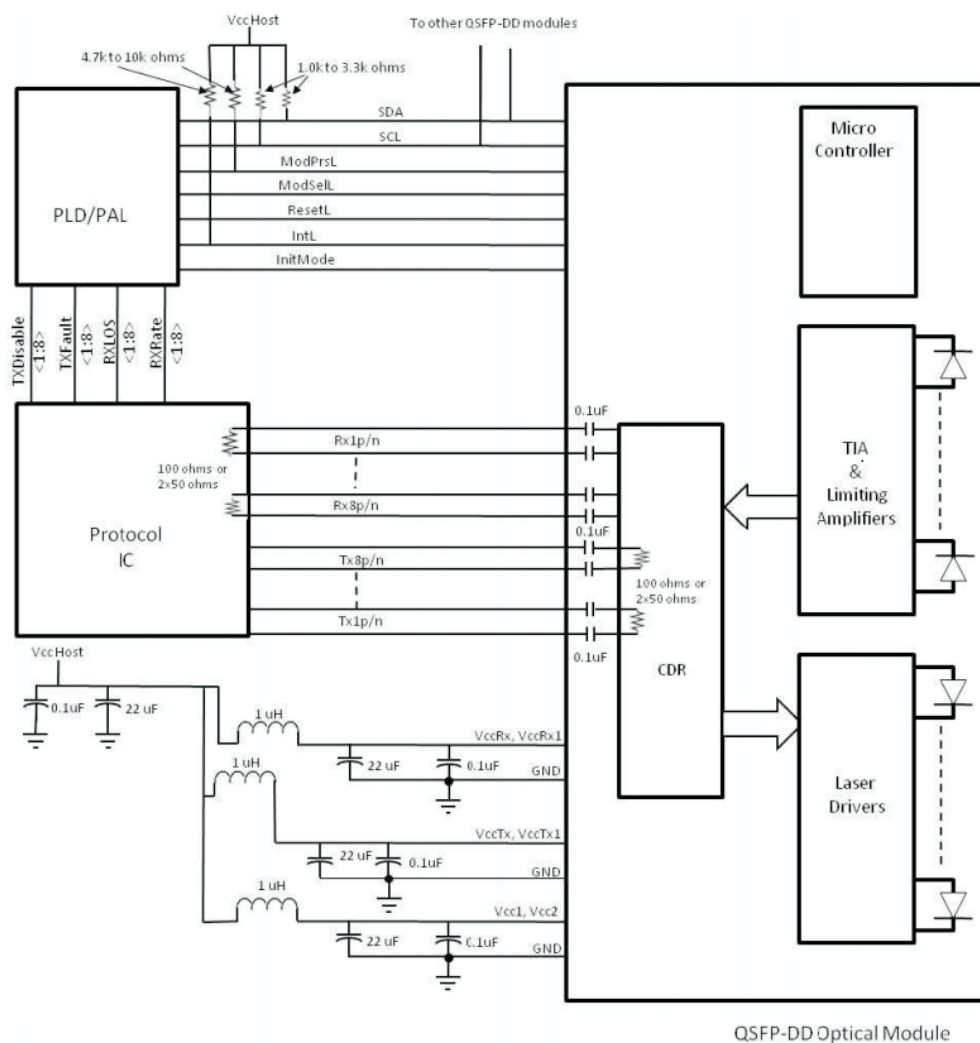 Vcc Host
To other QSFP-DD modules
4.7k to 10k ohms
1.0k to 3.3k ohms
SDA
SCL
ModPrsL
ModSelL
ResetL
IntL
InitMode
PLD/PAL
Micro
Controller
TXDisable
<1:8>
TXFault
<1:8>
RXLOS
<1:8>
RXRate
<1:8>
0.1uF
Rx1p/n
100 ohms or
2x50 ohms
Rx8p/n
0.1uF
Protocol
IC
Tx8p/n
100 ohms or
2x50 ohms
Tx1p/n
0.1uF
CDR
TIA
&
Limiting
Amplifiers
Laser
Drivers
Vcc Host
0.1uF
22 uF
1 uH
VccRx, VccRx1
22 uF
0.1uF
GND
1 uH
VccTx, VccTx1
22 uF
0.1uF
GND
1 uH
Vcc1, Vcc2
22 uF
0.1uF
GND
QSFP-DD Optical Module